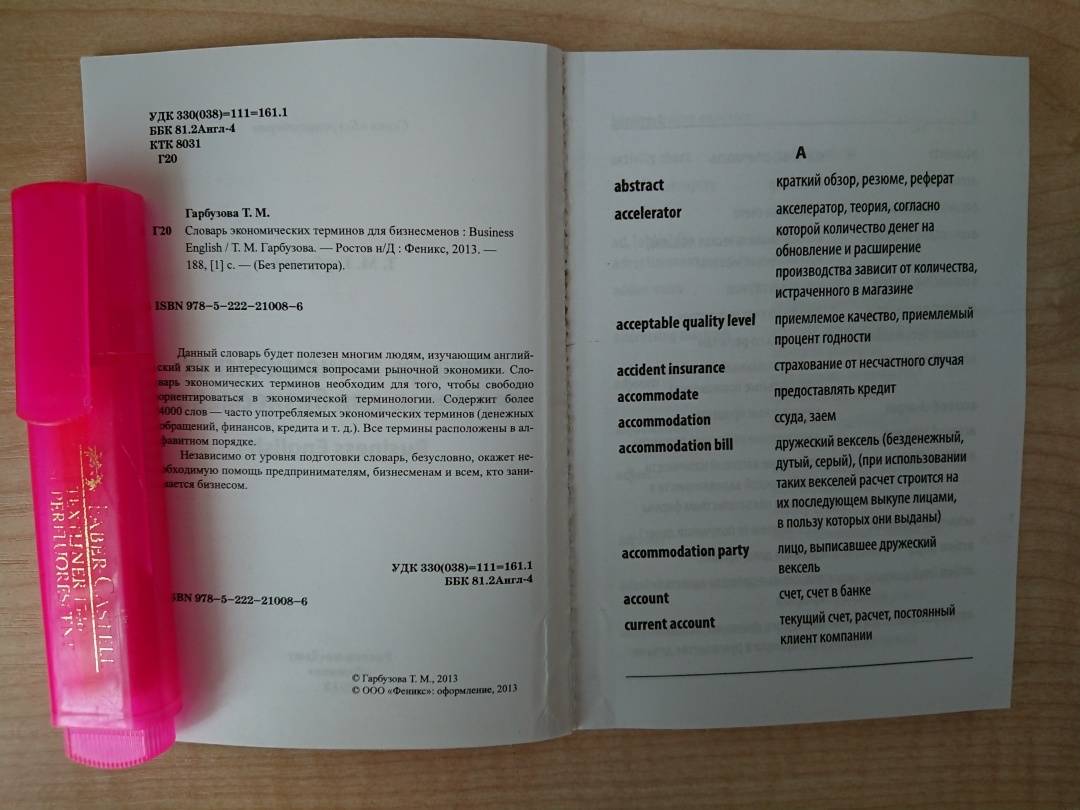 УДК 330(038)=111=161.1
ББК 81.2Англ-4
КТК 8031
Г20
Гарбузова Т. М.
Г20 Словарь экономических терминов для бизнесменов : Business
English / Т. М. Гарбузова. — Ростов н/Д : Феникс, 2013. —
188, [1] с. — (Без репетитора).
ISBN 978-5-222-21008-6
Данный словарь будет полезен многим людям, изучающим англий-
ский язык и интересующимся вопросами рыночной экономики. Сло-
варь экономических терминов необходим для того, чтобы свободно
ориентироваться в экономической терминологии. Содержит более
4000 слов — часто употребляемых экономических терминов (денежных
обращений, финансов, кредита и т. д.). Все термины расположены в ал-
фавитном порядке.
Независимо от уровня подготовки словарь, безусловно, окажет не-
обходимую помощь предпринимателям, бизнесменам и всем, кто зани-
мается бизнесом.
УДК 330(038)=111=161.1
ББК 81.2Англ-4
ISBN 978-5-222-21008-6
© Гарбузова Т. М., 2013
© ООО «Феникс»: оформление, 2013
FABER-CASTELL
TEXTLINER
A
abstract краткий обзор, резюме, реферат
accelerator акселератор, теория, согласно
которой количество денег на
обновление и расширение
производства зависит от количества,
истраченного в магазине
acceptable quality level приемлемое качество, приемлемый
процент годности
accident insurance страхование от несчастного случая
accommodate предоставлять кредит
accommodation ссуда, заем
accommodation bill дружеский вексель (безденежный,
дутый, серый), (при использовании
таких векселей расчет строится на
их последующем выкупе лицами,
в пользу которых они выданы)
accommodation party лицо, выписавшее дружеский
вексель
account счет, счет в банке
current account текущий счет, расчет, постоянный
клиент компании